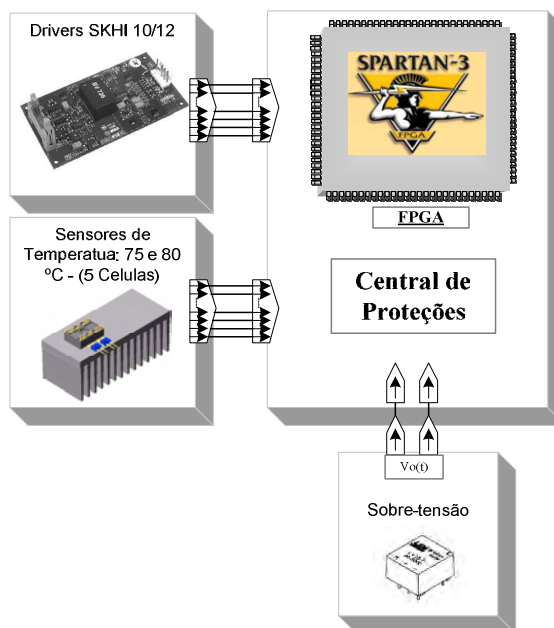 Drivers SKHI 10/12
SPARTAN-3
FPGA
FPGA
Sensores de
Temperatua: 75 e 80
ºC - (5 Celulas)
Central de
Proteções
Vo(t)
Sobre-tensão